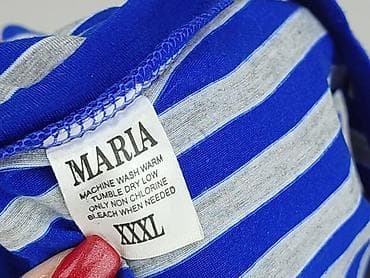 MARIA
MACHINE WASH WARM
TUMBLE DRY LOW
ONLY NON CHLORINE
BLEACH WHEN NEEDED
XXXL